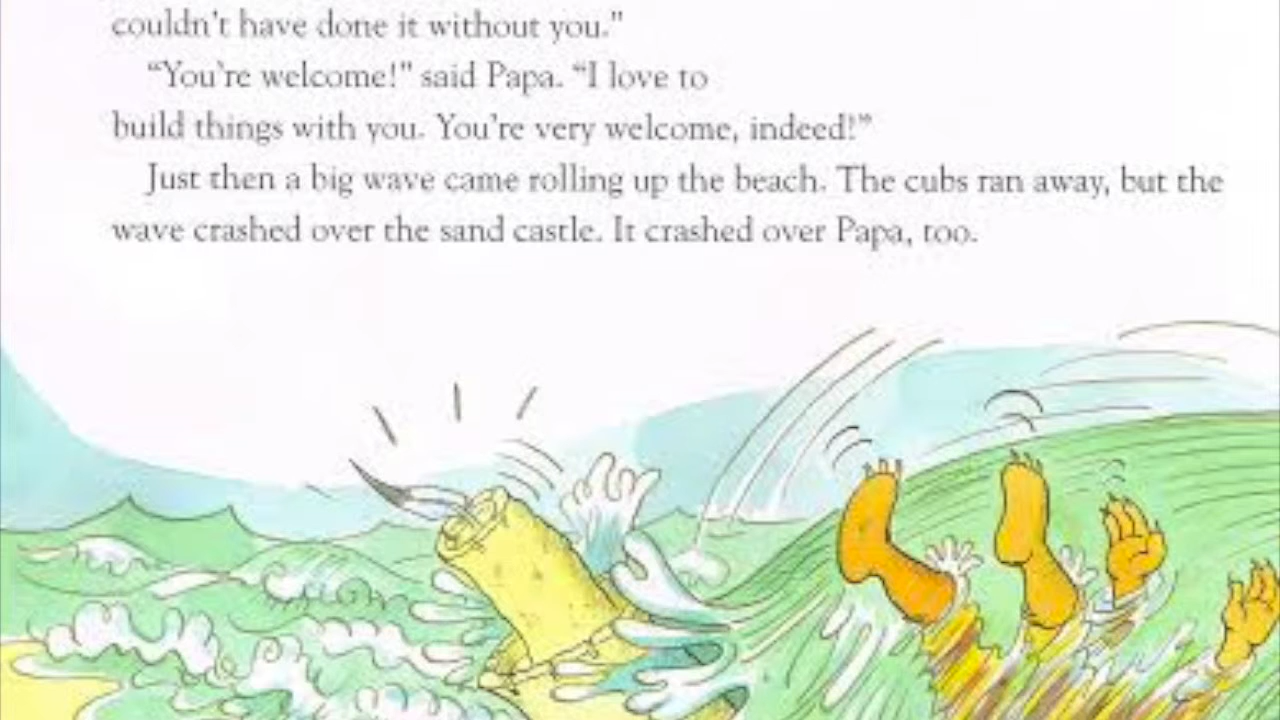 couldn't have done it without you."
"You're welcome!" said Papa. "I love to
build things with you. You're very welcome, indeed!"
Just then a big wave came rolling up the beach. The cubs ran away, but the
wave crashed over the sand castle. It crashed over Papa, too.